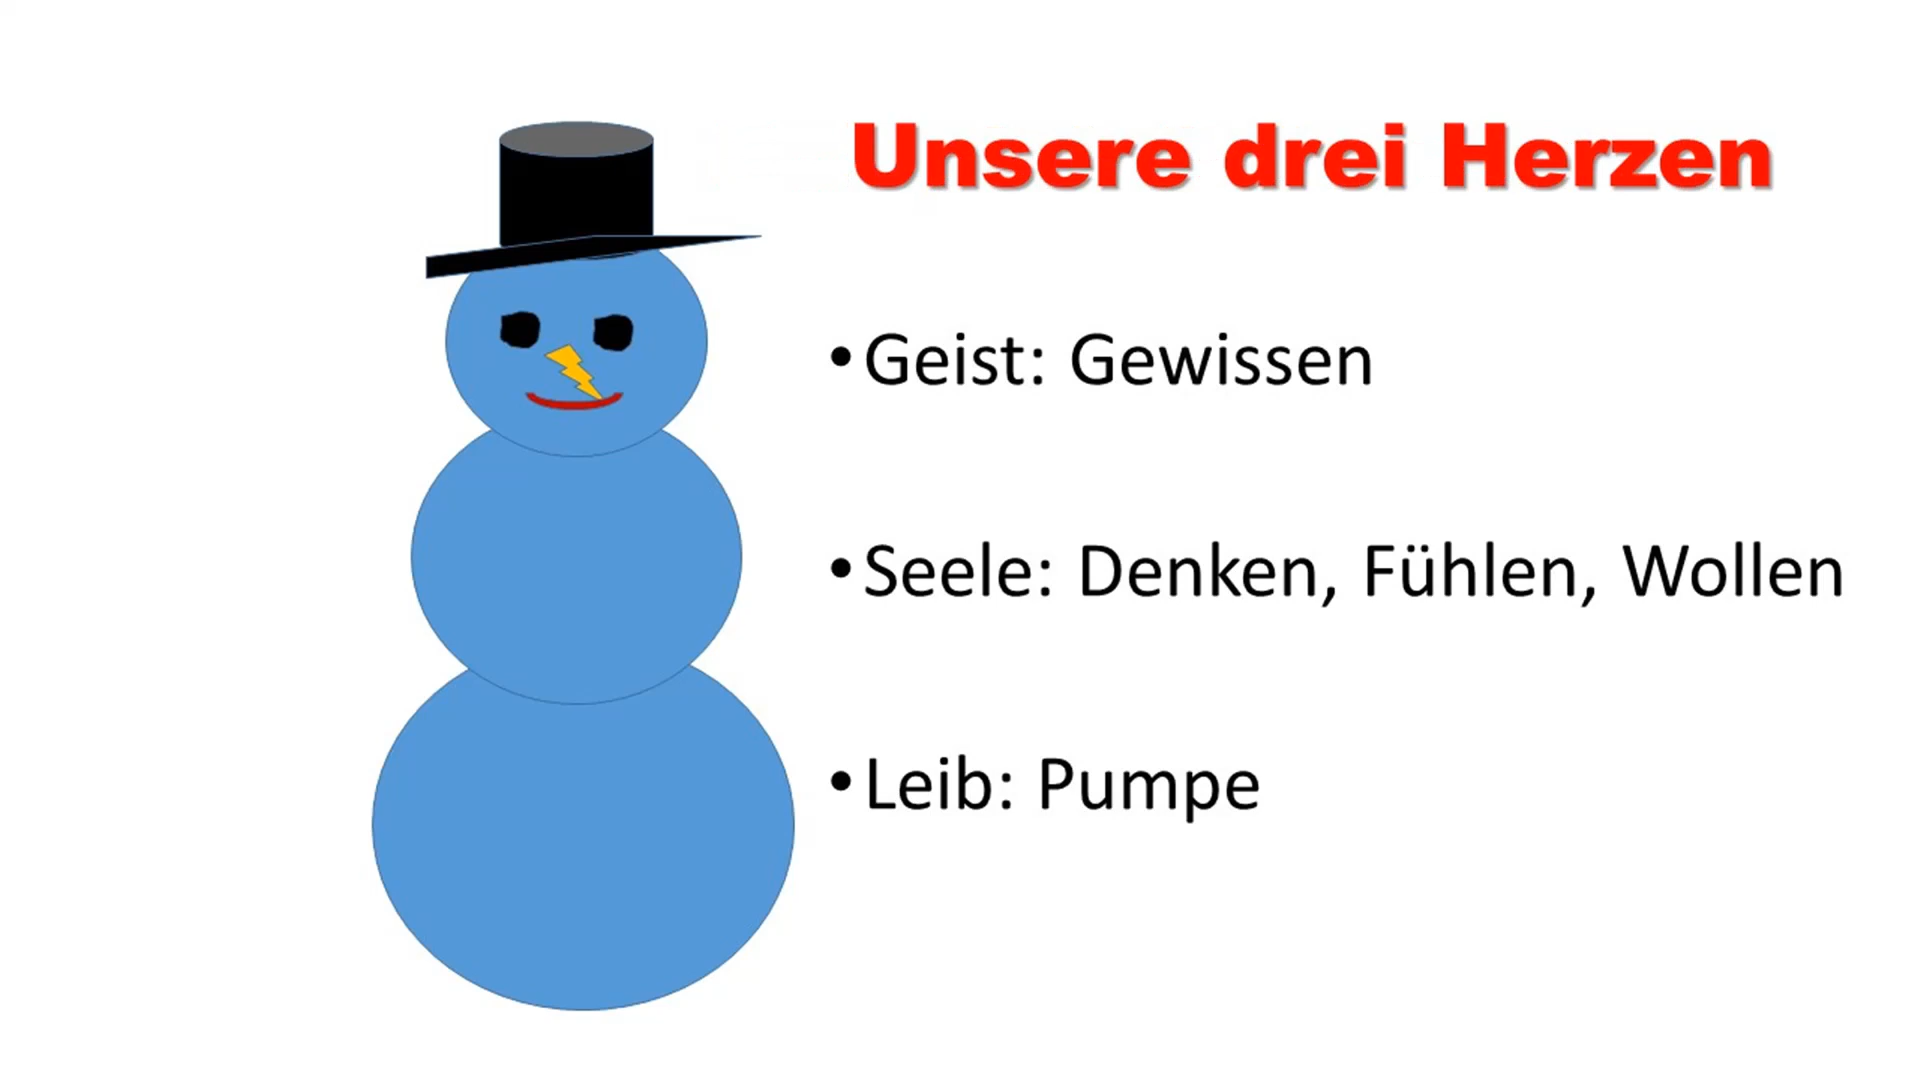 Unsere drei Herzen
•Geist: Gewissen
•Seele: Denken, Fühlen, Wollen
•Leib: Pumpe